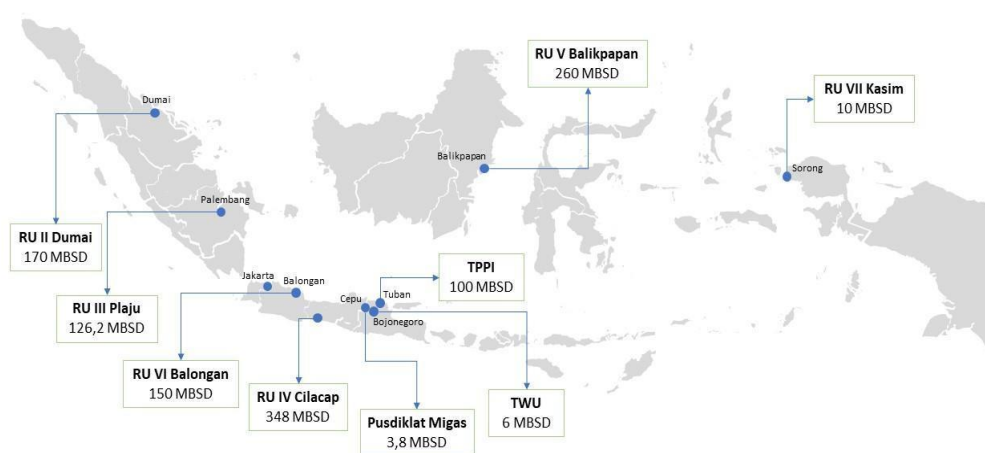 RU V Balikpapan
260 MBSD
RU VII Kasim
10 MBSD
Dumai
Balikpapan
Sorong
Palembang
RU II Dumai
170 MBSD
TPPI
100 MBSD
Jakarta
Balongan
Cepu
Tuban
Bojonegoro
RU III Plaju
126,2 MBSD
RU VI Balongan
150 MBSD
RU IV Cilacap
348 MBSD
Pusdiklat Migas
3,8 MBSD
TWU
6 MBSD